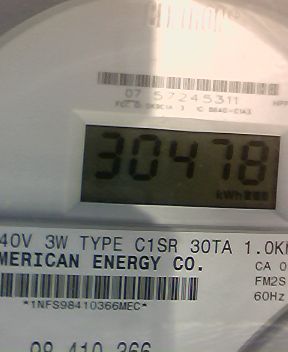 ITRON
07 57245311
30478
kWh
40V 3W TYPE C1SR 30TA 1.0K
MERICAN ENERGY CO.
CA 0
FM2S
60Hz
*1NFS98410366MEC*
98 410 366